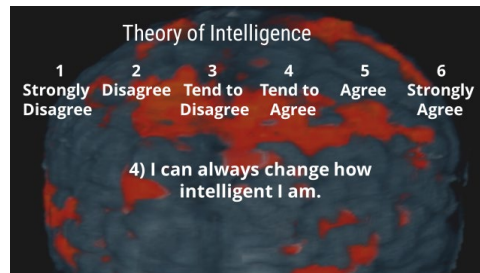 Theory of Intelligence
1 2 3 4 5 6
Strongly Disagree Tend to Tend to Agree Strongly
Disagree Disagree Agree Agree
4) I can always change how
intelligent I am.